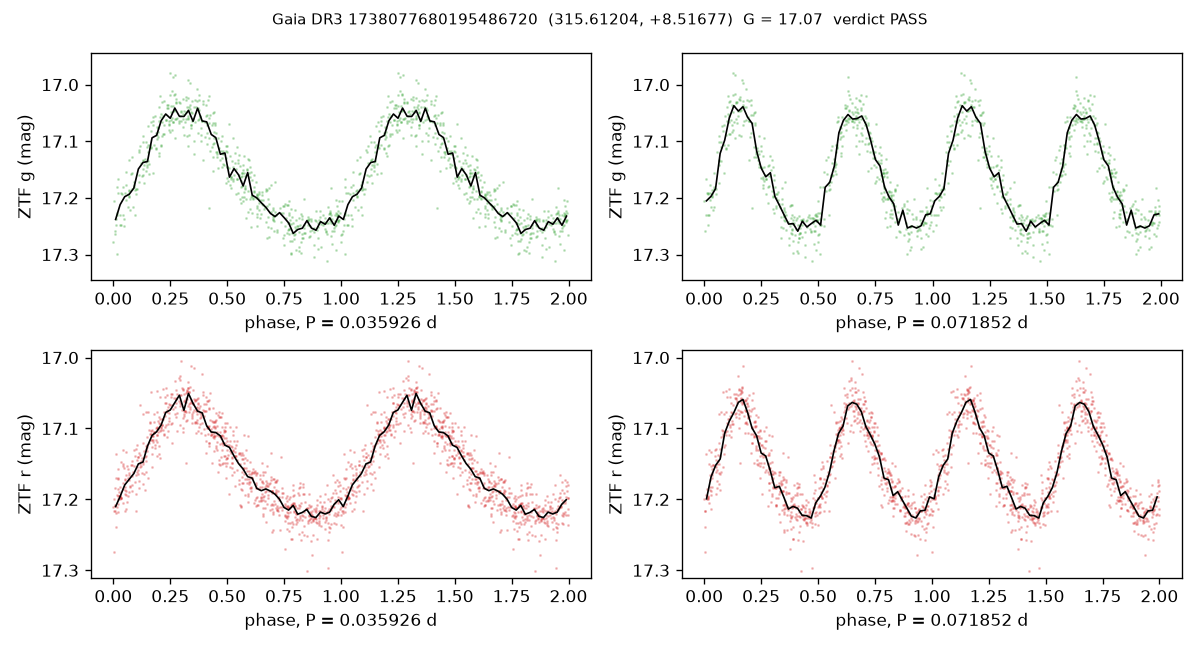 Gaia DR3 1738077680195486720 (315.61204, +8.51677) G = 17.07 verdict PASS
ZTF g (mag)
17.0
17.1
17.2
17.3
0.00 0.25 0.50 0.75 1.00 1.25 1.50 1.75 2.00
phase, P = 0.035926 d
ZTF g (mag)
17.0
17.1
17.2
17.3
0.00 0.25 0.50 0.75 1.00 1.25 1.50 1.75 2.00
phase, P = 0.071852 d
ZTF r (mag)
17.0
17.1
17.2
17.3
0.00 0.25 0.50 0.75 1.00 1.25 1.50 1.75 2.00
phase, P = 0.035926 d
ZTF r (mag)
17.0
17.1
17.2
17.3
0.00 0.25 0.50 0.75 1.00 1.25 1.50 1.75 2.00
phase, P = 0.071852 d